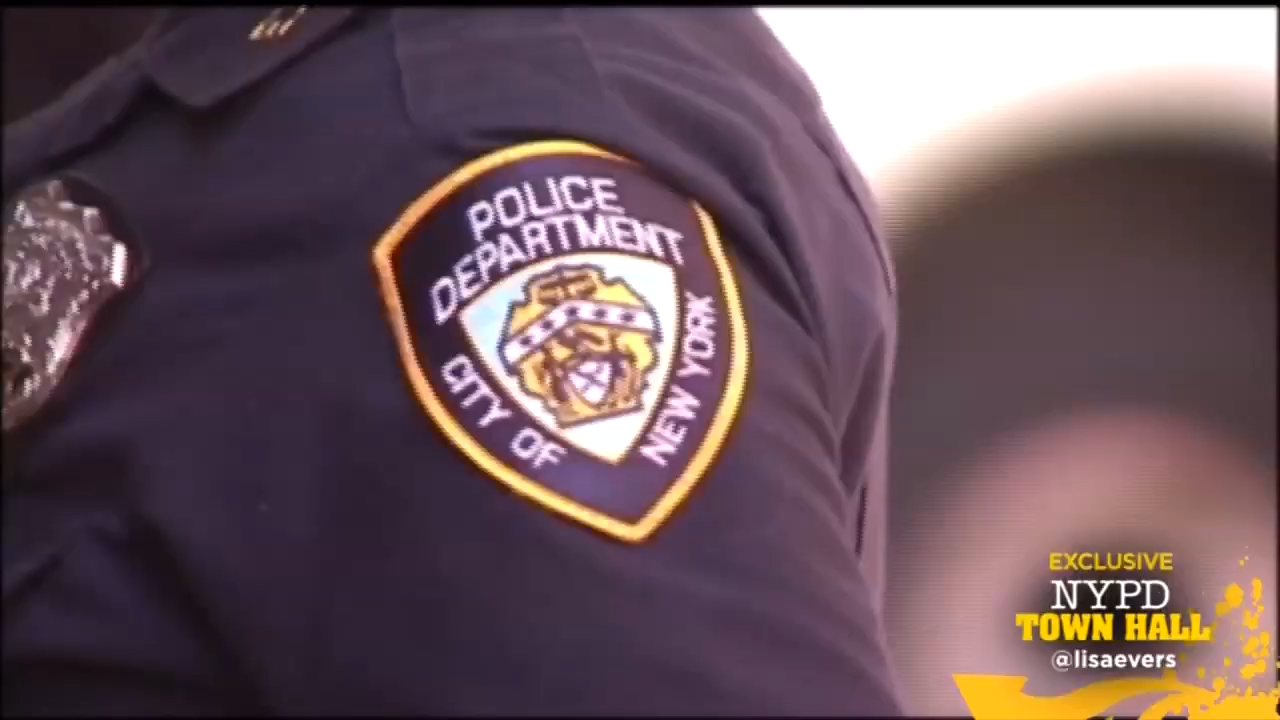 POLICE
DEPARTMENT
CITY OF
NEW YORK
EXCLUSIVE
NYPD
TOWN HALL
@lisaevers